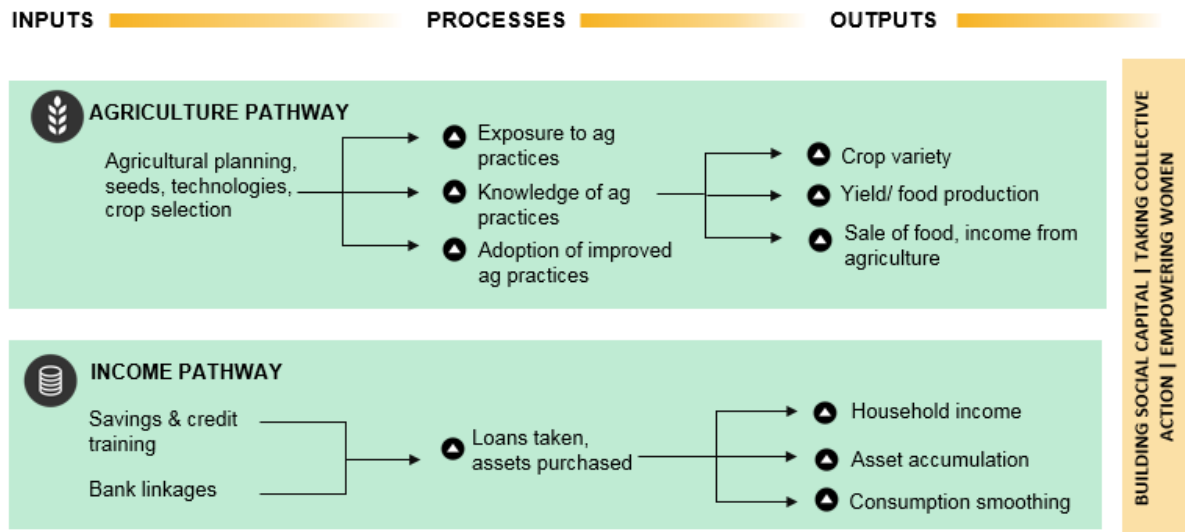 INPUTS
PROCESSES
OUTPUTS
AGRICULTURE PATHWAY
Agricultural planning,
seeds, technologies,
crop selection
Exposure to ag
practices
Knowledge of ag
practices
Adoption of improved
ag practices
Crop variety
Yield/ food production
Sale of food, income from
agriculture
INCOME PATHWAY
Savings & credit
training
Bank linkages
Loans taken,
assets purchased
Household income
Asset accumulation
Consumption smoothing
BUILDING SOCIAL CAPITAL | TAKING COLLECTIVE
ACTION | EMPOWERING WOMEN